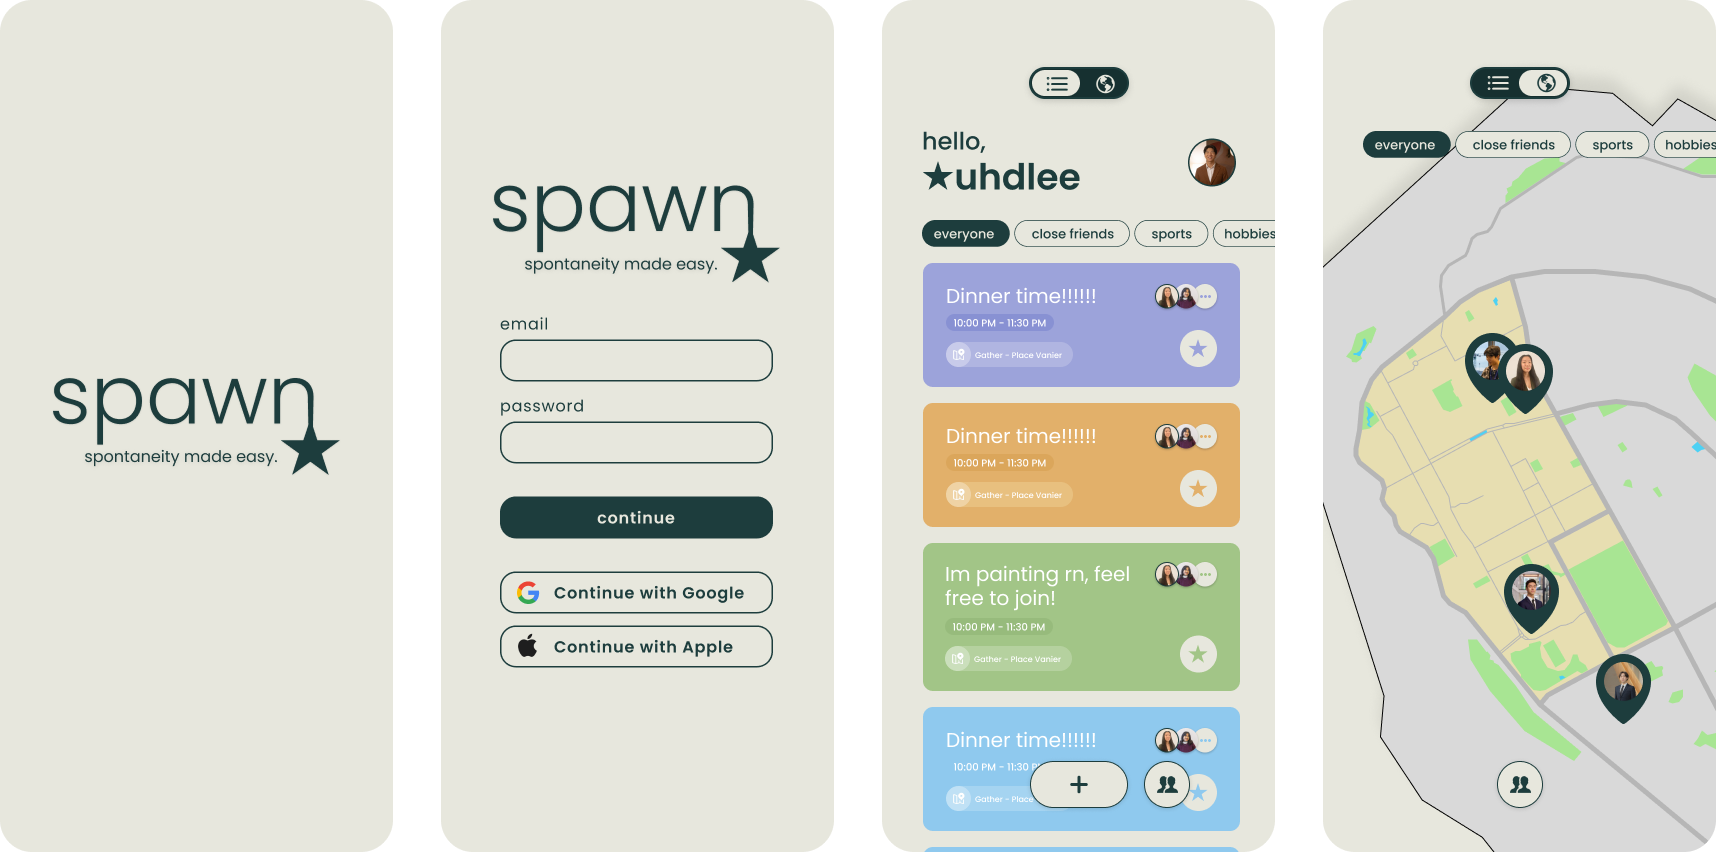 spawn
spontaneity made easy.
spawn
spontaneity made easy.
email
password
continue
Continue with Google
Continue with Apple
hello,
★uhdlee
everyone
close friends
sports
hobbies
Dinner time!!!!!!
10:00 PM - 11:30 PM
Gather - Place Vanier
Dinner time!!!!!!
10:00 PM - 11:30 PM
Gather - Place Vanier
Im painting rn, feel
free to join!
10:00 PM - 11:30 PM
Gather - Place Vanier
Dinner time!!!!!!
10:00 PM - 11:30 P
Gather - Place
everyone
close friends
sports
hobbies